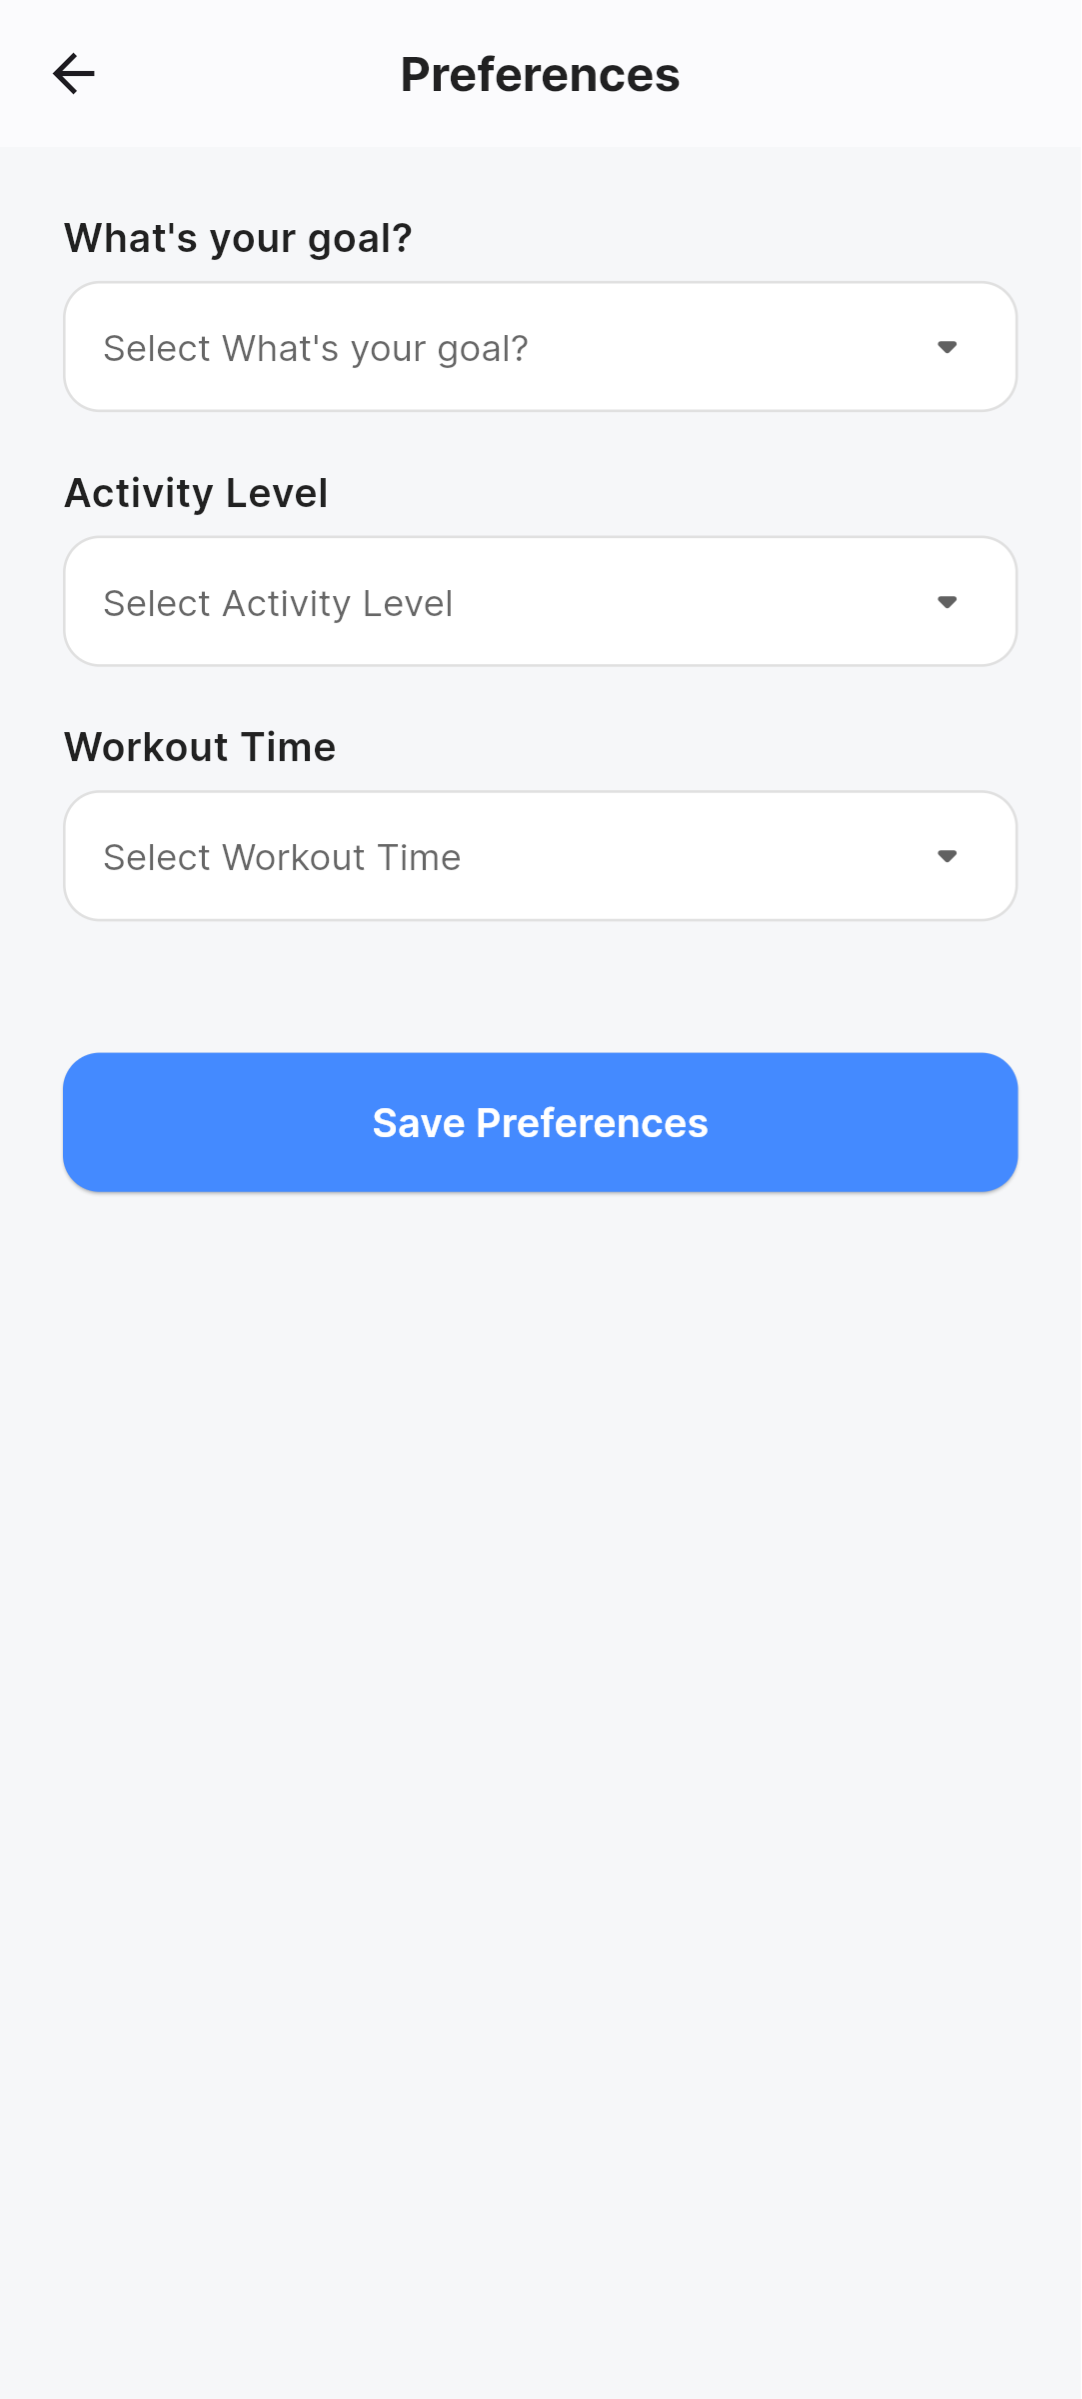 Preferences
What's your goal?
Select What's your goal?
Activity Level
Select Activity Level
Workout Time
Select Workout Time
Save Preferences